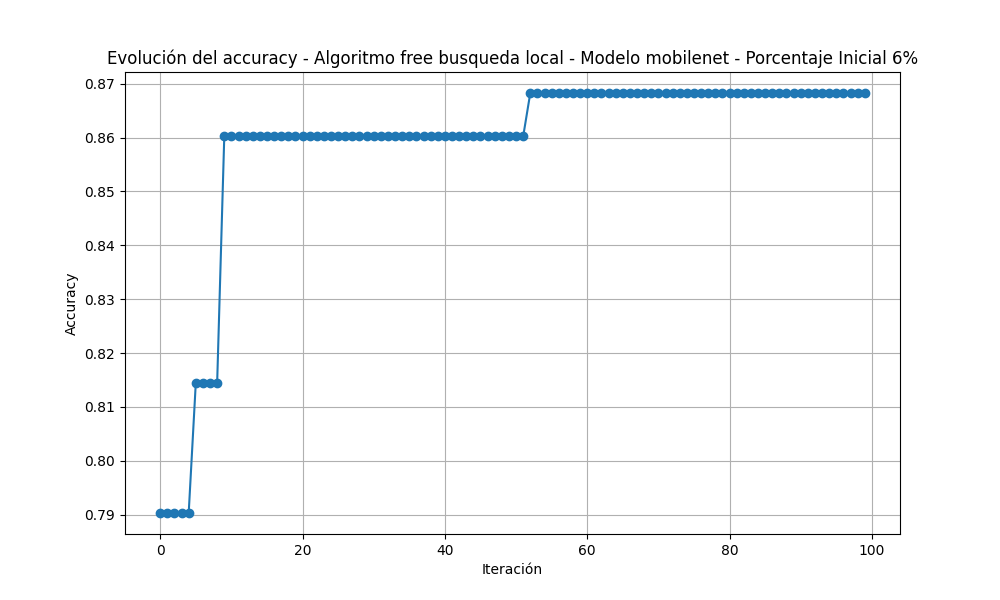 Evolución del accuracy - Algoritmo free busqueda local - Modelo mobilenet - Porcentaje Inicial 6%
0.87
0.86
0.85
0.84
0.83
0.82
0.81
0.80
0.79
Accuracy
0 20 40 60 80 100
Iteración